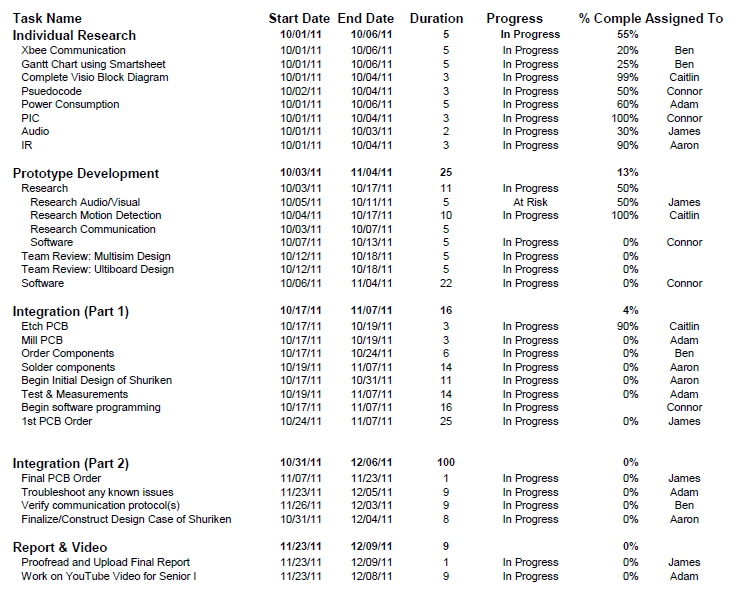 Task Name Start Date End Date Duration Progress % Comple Assigned To
Individual Research 10/01/11 10/06/11 5 In Progress 55%
Xbee Communication 10/01/11 10/06/11 5 In Progress 20% Ben
Gantt Chart using Smartsheet 10/01/11 10/06/11 5 In Progress 25% Ben
Complete Visio Block Diagram 10/01/11 10/04/11 3 In Progress 99% Caitlin
Psuedocode 10/02/11 10/04/11 3 In Progress 50% Connor
Power Consumption 10/01/11 10/06/11 5 In Progress 60% Adam
PIC 10/01/11 10/04/11 3 In Progress 100% Connor
Audio 10/01/11 10/03/11 2 In Progress 30% James
IR 10/01/11 10/04/11 3 In Progress 90% Aaron
Prototype Development 10/03/11 11/04/11 25 13%
Research 10/03/11 10/17/11 11 In Progress 50%
Research Audio/Visual 10/05/11 10/11/11 5 At Risk 50% James
Research Motion Detection 10/04/11 10/17/11 10 In Progress 100% Caitlin
Research Communication 10/03/11 10/07/11 5
Software 10/07/11 10/13/11 5 In Progress 0% Connor
Team Review: Multisim Design 10/12/11 10/18/11 5 In Progress 0%
Team Review: Ultiboard Design 10/12/11 10/18/11 5 In Progress 0%
Software 10/06/11 11/04/11 22 In Progress 0% Connor
Integration (Part 1) 10/17/11 11/07/11 16 4%
Etch PCB 10/17/11 10/19/11 3 In Progress 90% Caitlin
Mill PCB 10/17/11 10/19/11 3 In Progress 0% Adam
Order Components 10/17/11 10/24/11 6 In Progress 0% Ben
Solder components 10/19/11 11/07/11 14 In Progress 0% Aaron
Begin Initial Design of Shuriken 10/17/11 10/31/11 11 In Progress 0% Aaron
Test & Measurements 10/19/11 11/07/11 14 In Progress 0% Adam
Begin software programming 10/17/11 11/07/11 16 In Progress Connor
1st PCB Order 10/24/11 11/07/11 25 In Progress 0% James
Integration (Part 2) 10/31/11 12/06/11 100 0%
Final PCB Order 11/07/11 11/23/11 1 In Progress 0% James
Troubleshoot any known issues 11/23/11 12/05/11 9 In Progress 0% Adam
Verify communication protocol(s) 11/26/11 12/03/11 9 In Progress 0% Ben
Finalize/Construct Design Case of Shuriken 10/31/11 12/04/11 8 In Progress 0% Aaron
Report & Video 11/23/11 12/09/11 9 0%
Proofread and Upload Final Report 11/23/11 12/09/11 1 In Progress 0% James
Work on YouTube Video for Senior I 11/23/11 12/08/11 9 In Progress 0% Adam